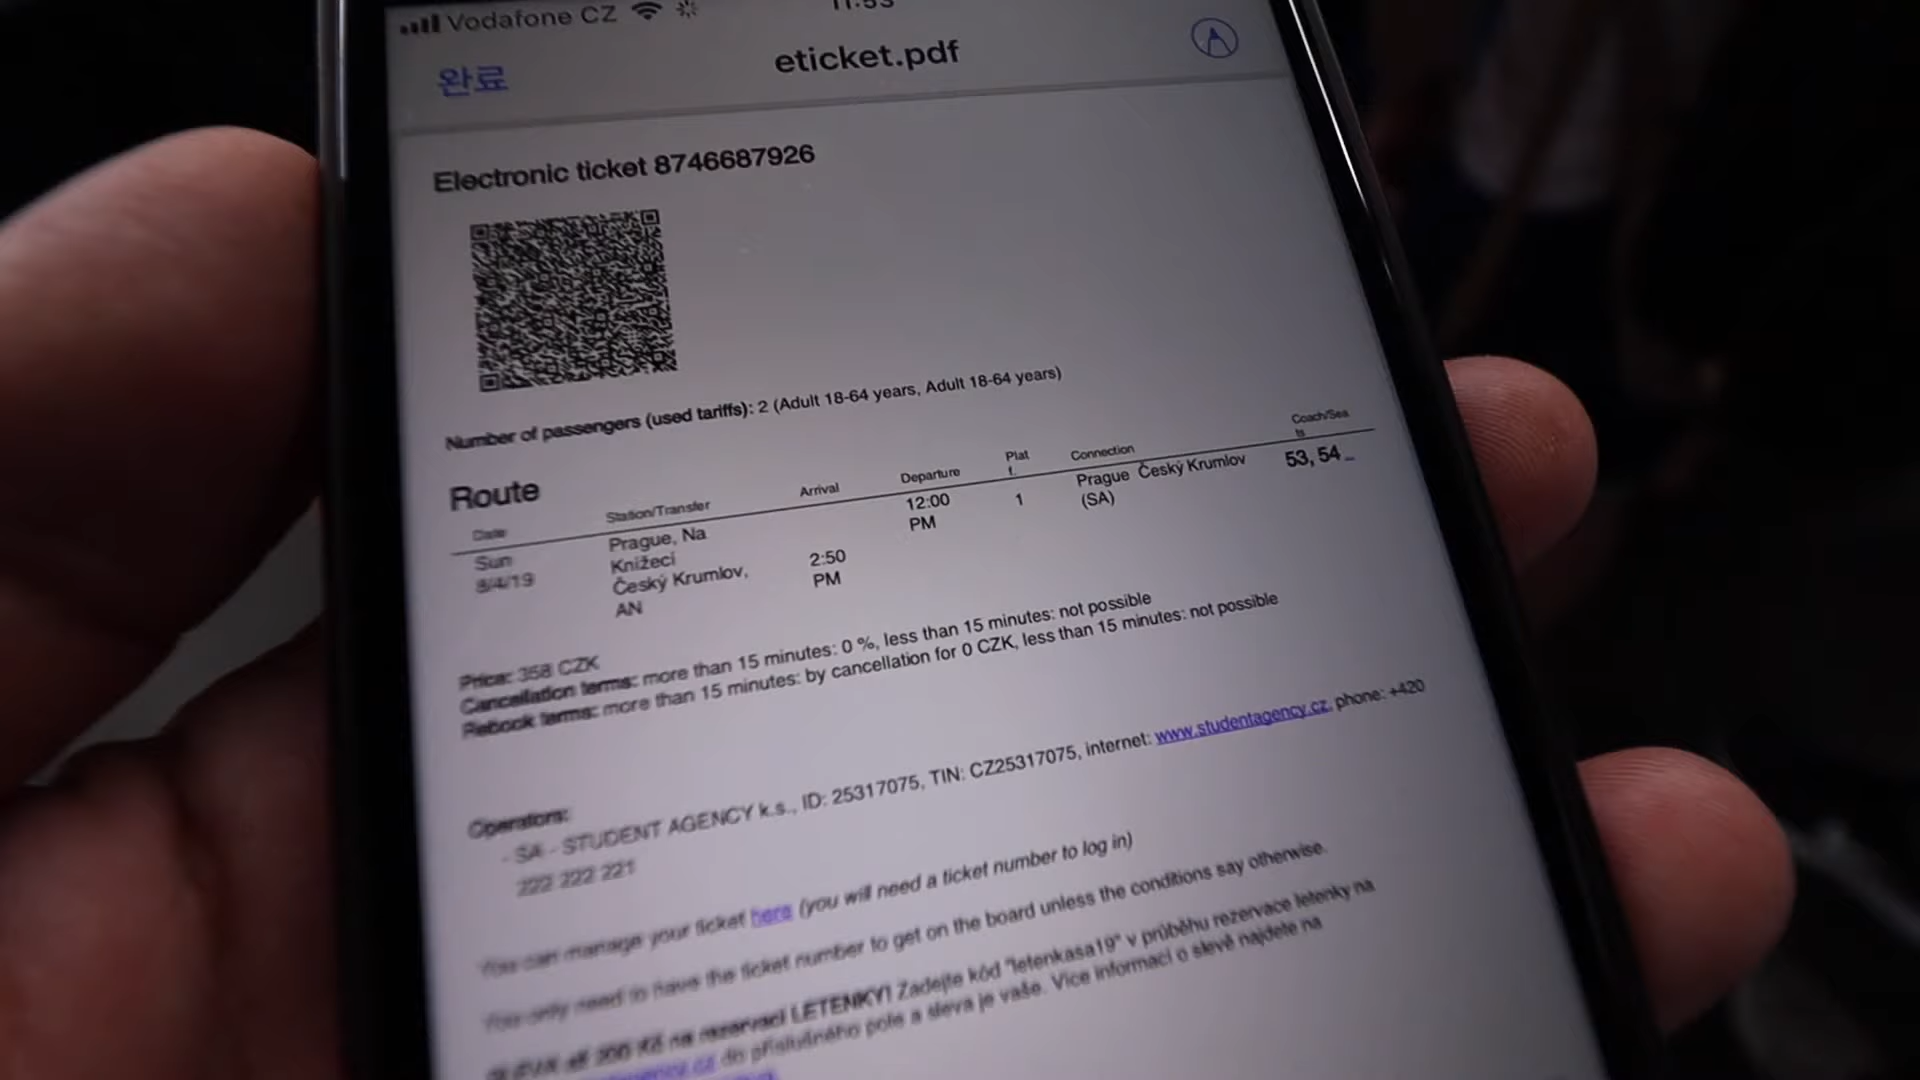 Vodafone CZ
완료
eticket.pdf
Electronic ticket 8746687926
Number of passengers (used tariffs): 2 (Adult 18-64 years, Adult 18-64 years)
Route
Date Station/Transfer Arrival Departure Plat f. Connection Coach/Sea ts
Sun 8/4/19 Prague, Na Knížecí 12:00 PM 1 Prague Český Krumlov (SA) 53, 54
Český Krumlov, AN 2:50 PM
Price: 358 CZK
Cancellation terms: more than 15 minutes: 0 %, less than 15 minutes: not possible
Rebook terms: more than 15 minutes: by cancellation for 0 CZK, less than 15 minutes: not possible
Operators:
- SA - STUDENT AGENCY k.s., ID: 25317075, TIN: CZ25317075, internet: www.studentagency.cz, phone: +420
222 222 221
You can manage your ticket here (you will need a ticket number to log in)
You only need to have the ticket number to get on the board unless the conditions say otherwise.
200 Kč na rezervaci LETENKY! Zadejte kód "letenkasa19" v průběhu rezervace letenky na
do příslušného pole a sleva je vaše. Více informací o slevě najdete na